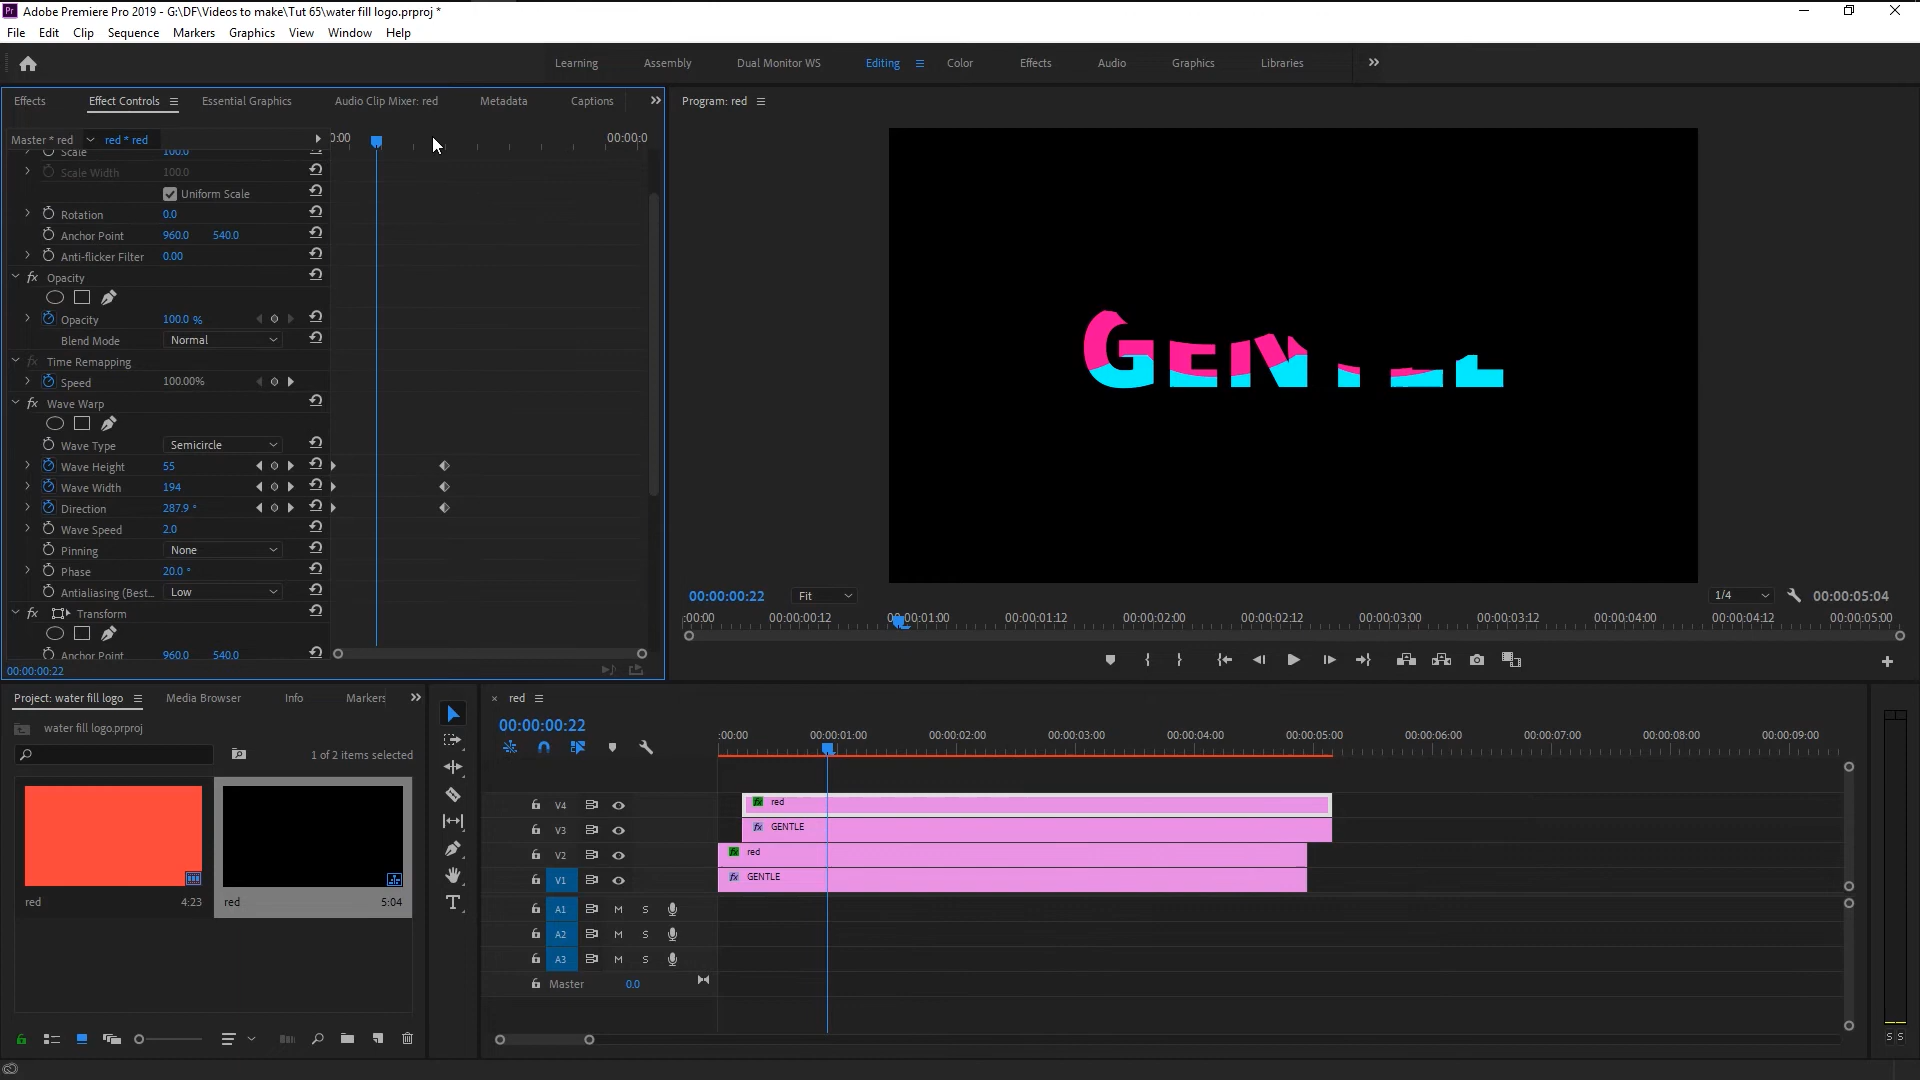 Pr Adobe Premiere Pro 2019 - G:\DF\Videos to make\Tut 65\water fill logo.prproj *
File Edit Clip Sequence Markers Graphics View Window Help
Learning Assembly Dual Monitor WS Editing Color Effects Audio Graphics Libraries
Effects Effect Controls Essential Graphics Audio Clip Mixer: red Metadata Captions
Program: red
Master * red red * red 0:00 00:00:0
Scale 100.0
Scale Width 100.0
Uniform Scale
Rotation 0.0
Anchor Point 960.0 540.0
Anti-flicker Filter 0.00
fx Opacity
Opacity 100.0 %
Blend Mode Normal
fx Time Remapping
Speed 100.00%
fx Wave Warp
Wave Type Semicircle
Wave Height 55
Wave Width 194
Direction 287.9 °
Wave Speed 2.0
Pinning None
Phase 20.0 °
Antialiasing (Best... Low
fx Transform
Anchor Point 960.0 540.0
00:00:00:22
GENTLE
00:00:00:22 Fit 1/4 00:00:05:04
:00:00 00:00:00:12 00:00:01:00 00:00:01:12 00:00:02:00 00:00:02:12 00:00:03:00 00:00:03:12 00:00:04:00 00:00:04:12 00:00:05:00
Project: water fill logo Media Browser Info Markers
water fill logo.prproj
1 of 2 items selected
red 4:23
red 5:04
red
00:00:00:22
:00:00 00:00:01:00 00:00:02:00 00:00:03:00 00:00:04:00 00:00:05:00 00:00:06:00 00:00:07:00 00:00:08:00 00:00:09:00
V4 fx red
V3 fx GENTLE
V2 fx red
V1 fx GENTLE
A1 M S
A2 M S
A3 M S
Master 0.0
S S